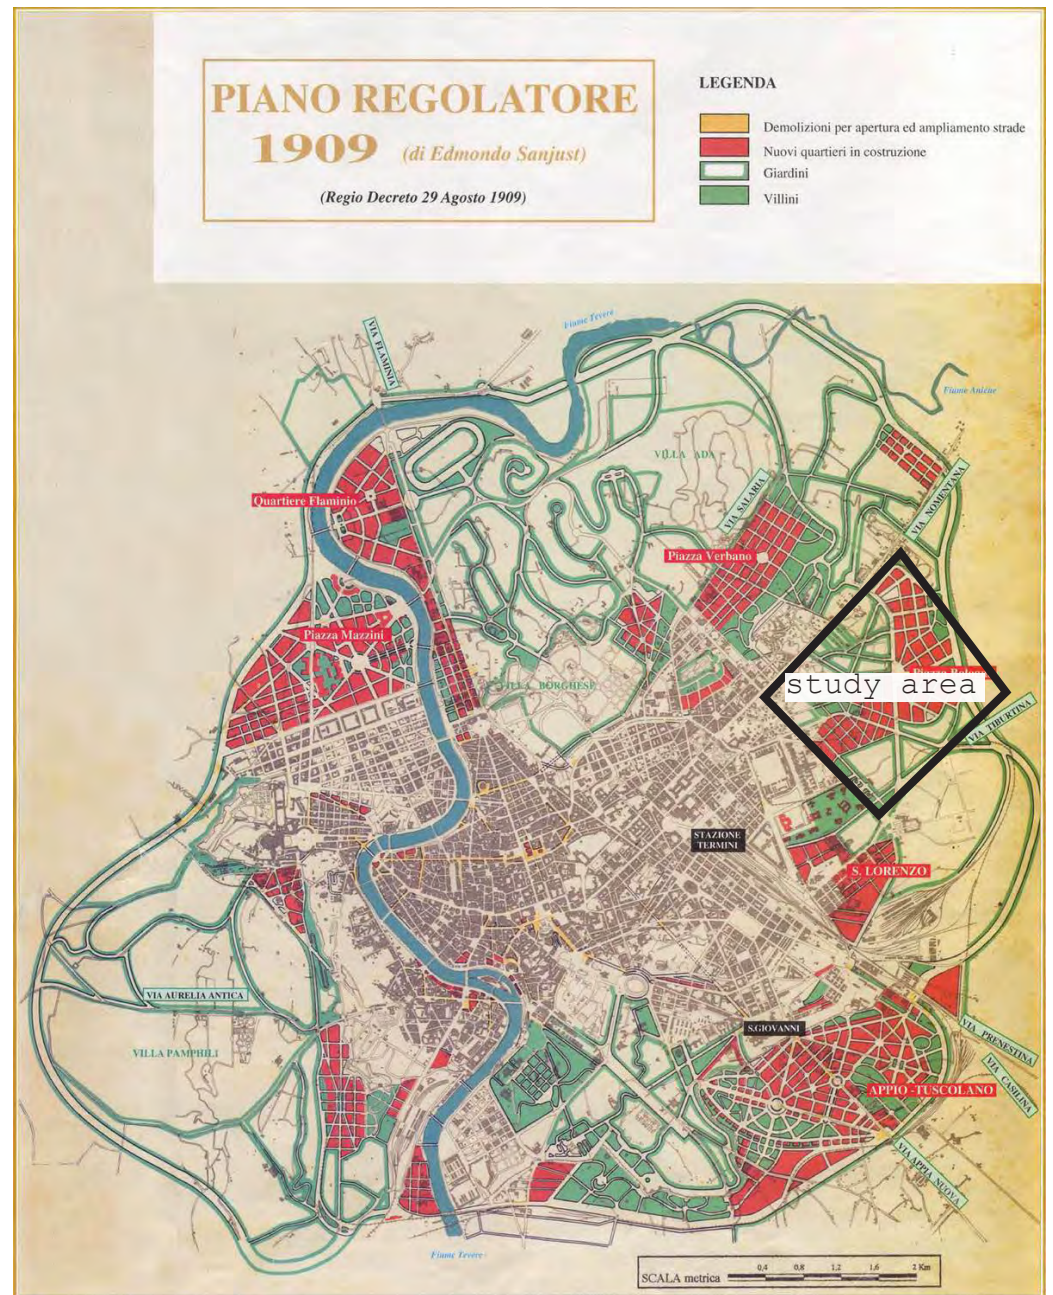 PIANO REGOLATORE
1909 (di Edmondo Sanjust)
(Regio Decreto 29 Agosto 1909)
LEGENDA
Demolizioni per apertura ed ampliamento strade
Nuovi quartieri in costruzione
Giardini
Villini
Fiume Tevere
VIA FLAMINIA
Fiume Aniene
VILLA ADA
VIA SALARIA
VIA NOMENTANA
Quartiere Flaminio
Piazza Verbano
Piazza Mazzini
study area
VILLA BORGHESE
VIA TIBURTINA
STAZIONE
TERMINI
S. LORENZO
VIA AURELIA ANTICA
S.GIOVANNI
VIA PRENESTINA
VILLA PAMPHILI
VIA CASILINA
APPIO -TUSCOLANO
VIA APPIA NUOVA
Fiume Tevere
SCALA metrica
0,4 0,8 1,2 1,6 2 Km